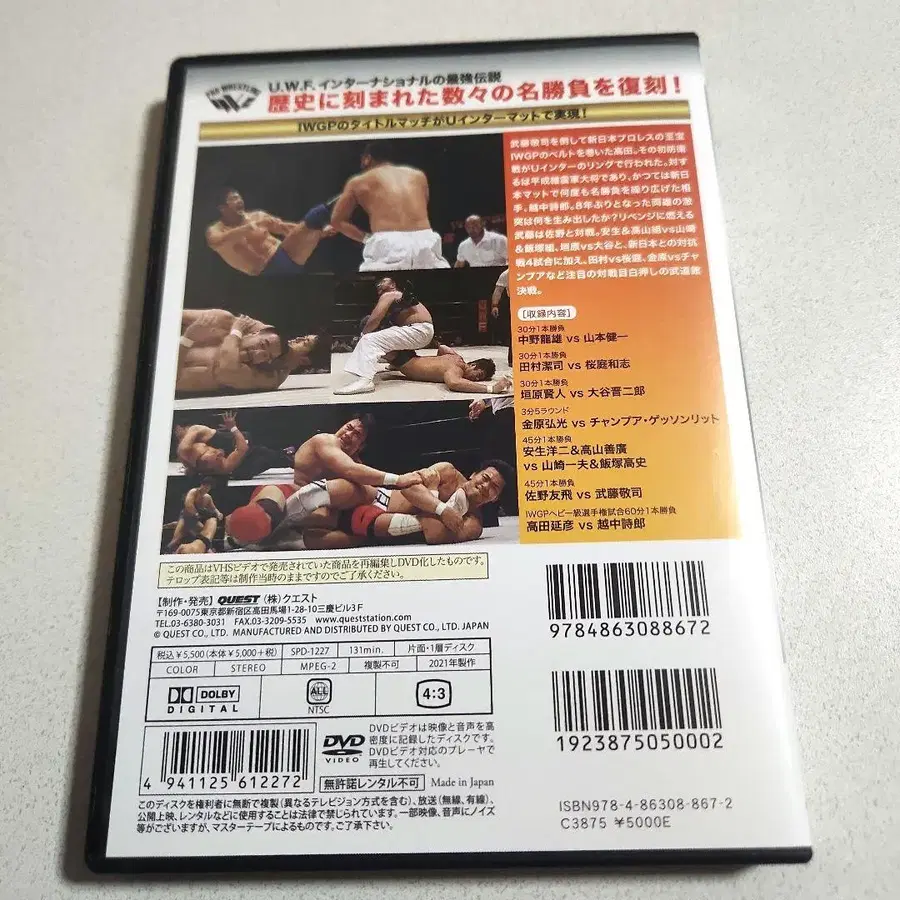 PRO WRESTLING
U.W.F.インターナショナルの最強伝説
歴史に刻まれた数々の名勝負を復刻!
IWGPのタイトルマッチがUインターマットで実現!
武藤敬司を倒して新日本プロレスの至宝
IWGPのベルトを巻いた高田。その初防衛
戦がUインターのリングで行われた。対す
るは平成維震軍大将であり、かつては新日
本マットで何度も名勝負を繰り広げた相
手、越中詩郎。8年ぶりとなった両雄の激
突は何を生み出したか?リベンジに燃える
武藤は佐野と対戦。安生&高山組vs山崎
&飯塚組、垣原vs大谷と、新日本との対抗
戦4試合に加え、田村vs桜庭、金原vsチャ
ンプアなど注目の対戦目白押しの武道館
決戦。
【収録内容】
30分1本勝負
中野龍雄 vs 山本健一
30分1本勝負
田村潔司 vs 桜庭和志
30分1本勝負
垣原賢人 vs 大谷晋二郎
3分5ラウンド
金原弘光 vs チャンプア・ゲッソンリット
45分1本勝負
安生洋二&高山善廣
vs 山崎一夫&飯塚高史
45分1本勝負
佐野友飛 vs 武藤敬司
IWGPヘビー級選手権試合60分1本勝負
高田延彦 vs 越中詩郎
この商品はVHSビデオで発売されていた商品を再編集しDVD化したものです。
テロップ表記等は制作当時のままですのでご了承ください。
【制作・発売】 QUEST (株)クエスト
〒169-0075東京都新宿区高田馬場1-28-10三慶ビル3F
TEL.03-6380-3031 FAX.03-3209-5535 www.queststation.com
© QUEST CO., LTD. MANUFACTURED AND DISTRIBUTED BY QUEST CO., LTD. JAPAN
税込¥5,500(本体¥5,000+税) SPD-1227 131min. 片面・1層ディスク
COLOR STEREO MPEG-2 複製不可 2021年製作
DOLBY DIGITAL ALL NTSC 4:3
DVD VIDEO
DVDビデオは映像と音声を高
密度に記録したディスクです。
DVDビデオ対応のプレーヤで
再生してください。
4 941125 612272
無許諾レンタル不可 Made in Japan
このディスクを権利者に無断で複製(異なるテレビジョン方式を含む)、放送(無線、有線)、
公開上映、レンタルなどに使用することは法律で禁じられています。一部映像、音声にノイズ
等がございますが、マスターテープによるものです。ご了承下さい。
9784863088672
1923875050002
ISBN978-4-86308-867-2
C3875 ¥5000E